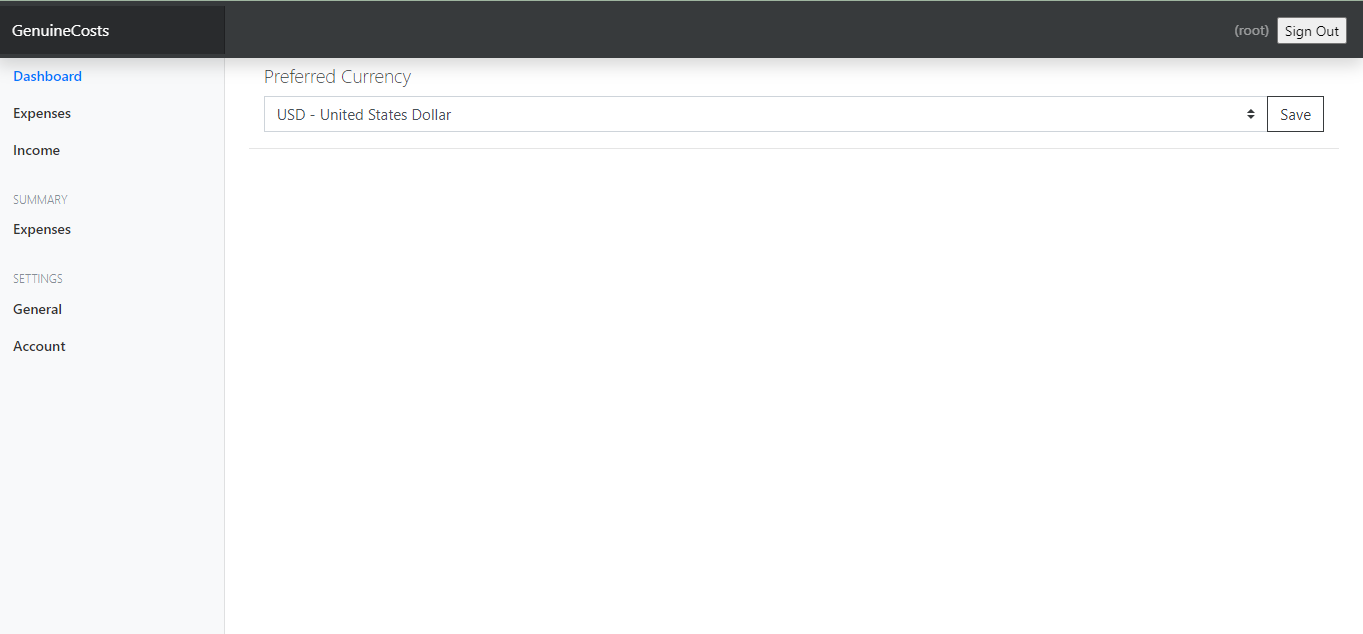 GenuineCosts
(root) Sign Out
Dashboard
Expenses
Income
SUMMARY
Expenses
SETTINGS
General
Account
Preferred Currency
USD - United States Dollar
Save